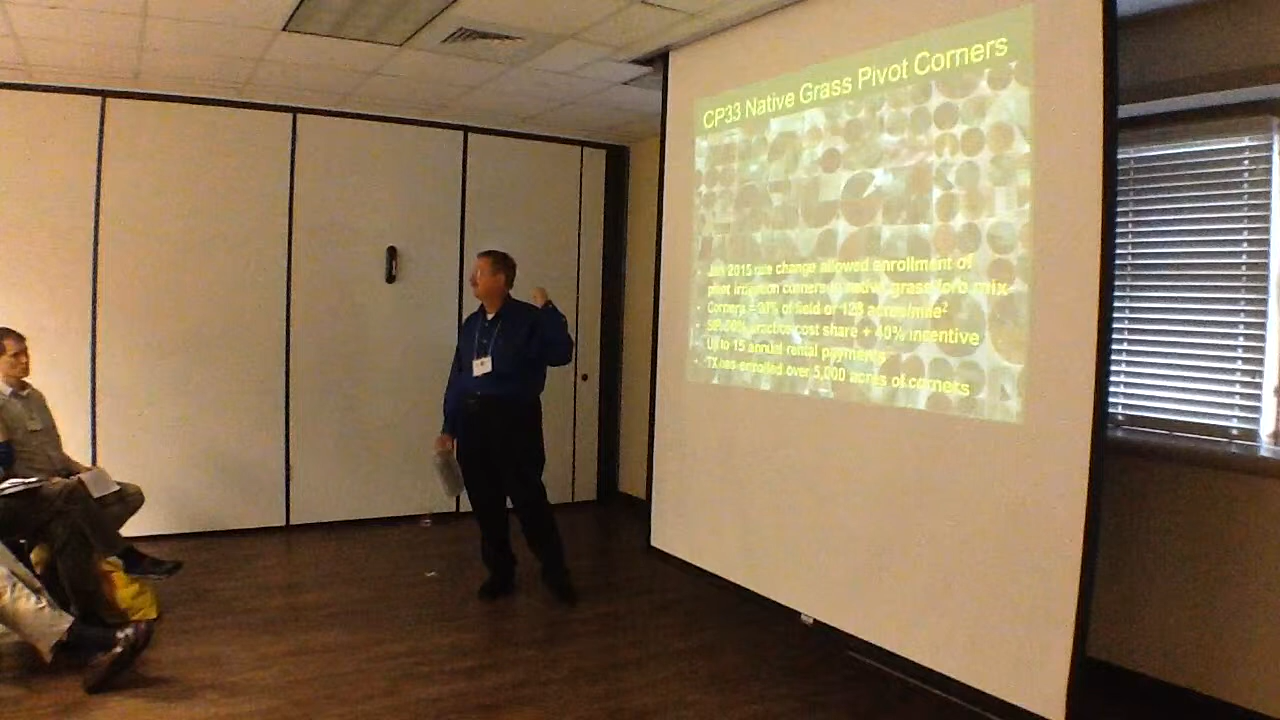 CP33 Native Grass Pivot Corners
• Jan 2015 rule change allowed enrollment of
pivot irrigation corners to native grass/forb mix
• Corners = of field or 128 acres/mile²
• practice cost share + 40% incentive
Up to 15 annual rental payments
• TX has enrolled over 5,000 acres of corners